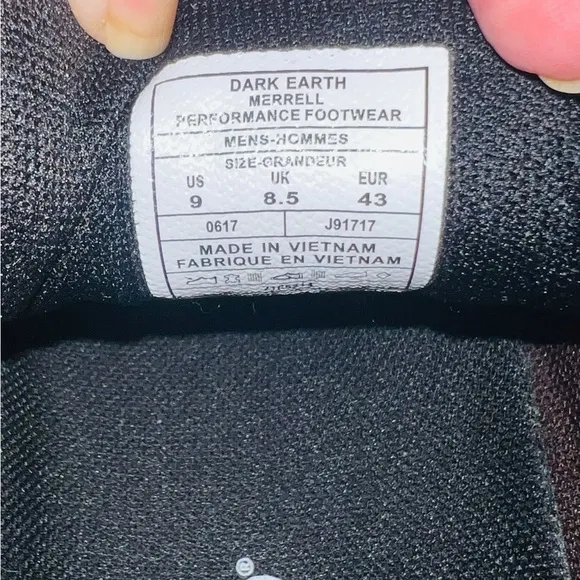 DARK EARTH
MERRELL
PERFORMANCE FOOTWEAR
MENS-HOMMES
SIZE-GRANDEUR
US UK EUR
9 8.5 43
0617 J91717
MADE IN VIETNAM
FABRIQUE EN VIETNAM
®